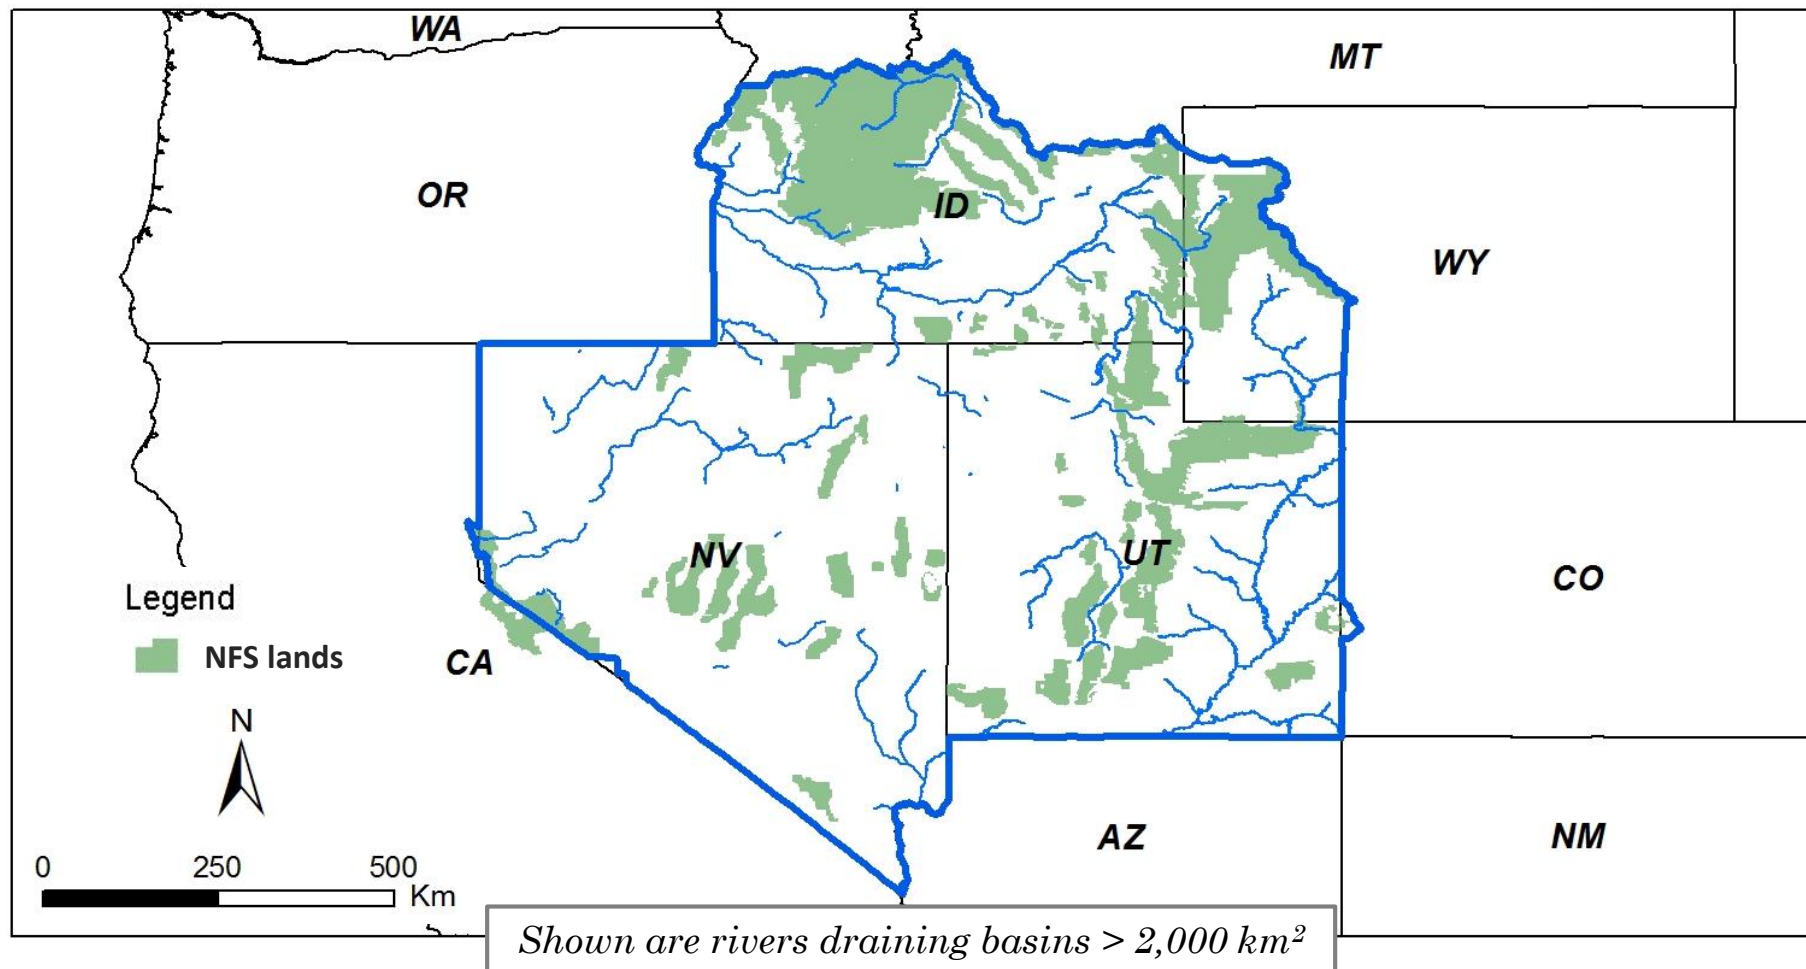 WA
MT
OR
ID
WY
NV
UT
CO
Legend
NFS lands
CA
N
AZ
NM
0 250 500
Km
Shown are rivers draining basins > 2,000 km²